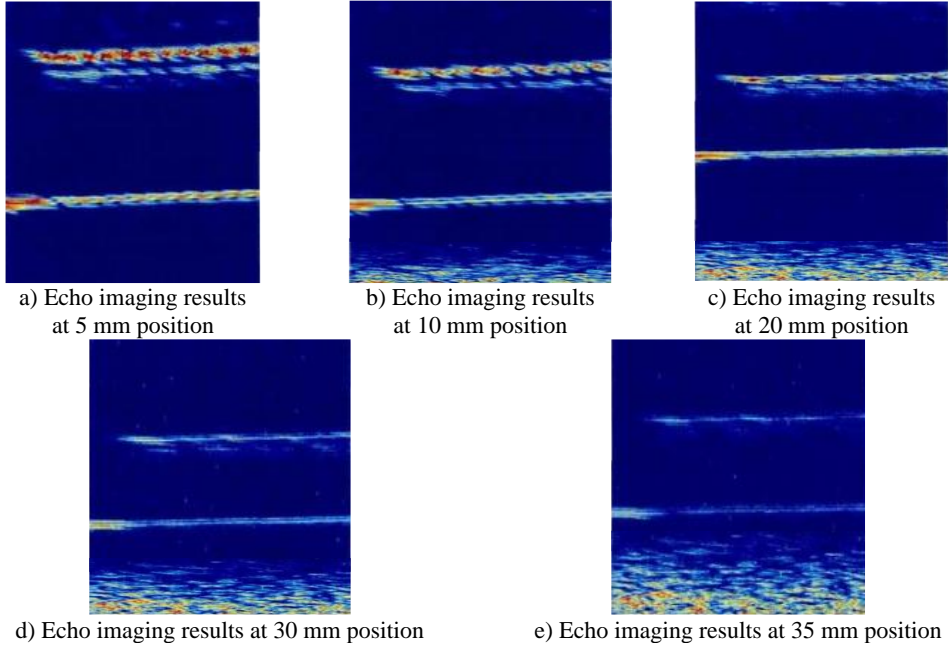 a) Echo imaging results
at 5 mm position
b) Echo imaging results
at 10 mm position
c) Echo imaging results
at 20 mm position
d) Echo imaging results at 30 mm position
e) Echo imaging results at 35 mm position